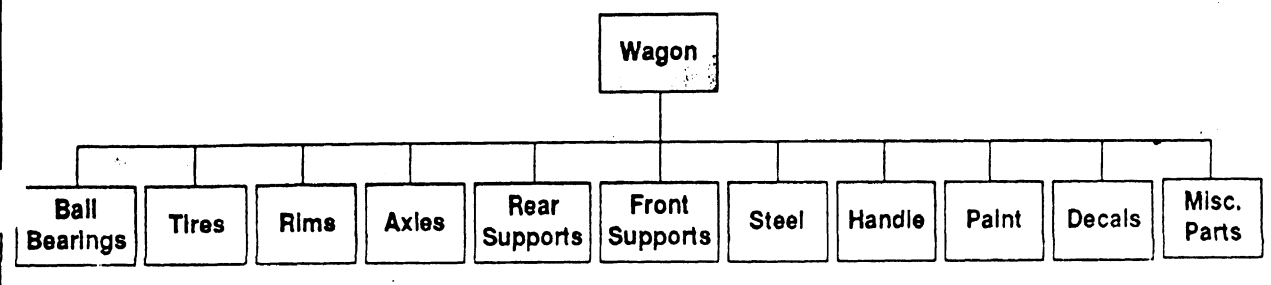 Wagon
Ball
Bearings
Tires
Rims
Axles
Rear
Supports
Front
Supports
Steel
Handle
Paint
Decals
Misc.
Parts